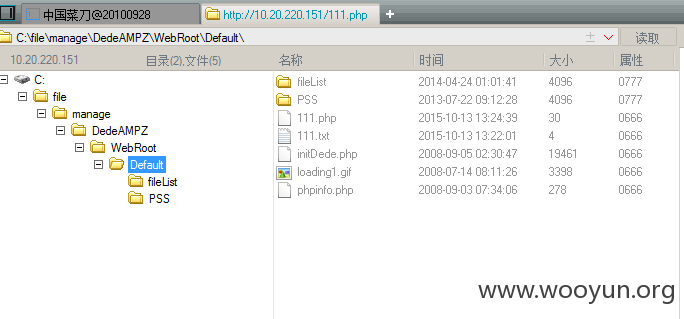 中国菜刀@20100928 http://10.20.220.151/111.php +
C:\file\manage\DedeAMPZ\WebRoot\Default\ 读取
10.20.220.151 目录(2),文件(5) 名称 时间 大小 属性
C:
file
manage
DedeAMPZ
WebRoot
Default
fileList
PSS
fileList 2014-04-24 01:01:41 4096 0777
PSS 2013-07-22 09:12:28 4096 0777
111.php 2015-10-13 13:24:39 30 0666
111.txt 2015-10-13 13:22:01 4 0666
initDede.php 2008-09-05 02:30:47 19461 0666
loading1.gif 2008-07-14 08:11:26 3398 0666
phpinfo.php 2008-09-03 07:34:06 278 0666
www.wooyun.org